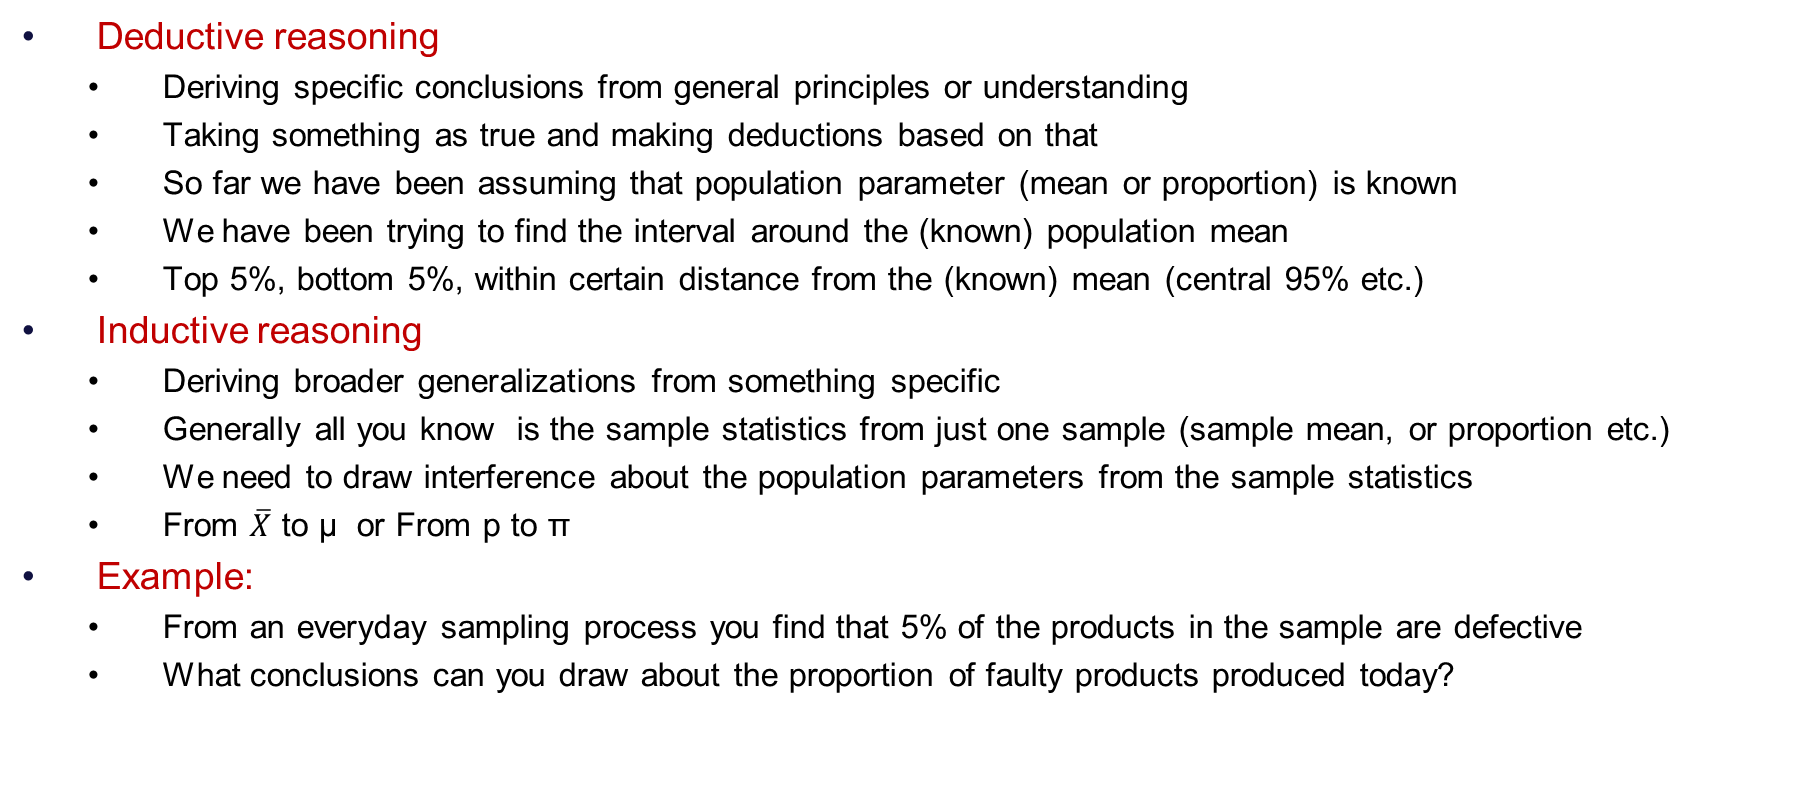 • Deductive reasoning
• Deriving specific conclusions from general principles or understanding
• Taking something as true and making deductions based on that
• So far we have been assuming that population parameter (mean or proportion) is known
• We have been trying to find the interval around the (known) population mean
• Top 5%, bottom 5%, within certain distance from the (known) mean (central 95% etc.)
• Inductive reasoning
• Deriving broader generalizations from something specific
• Generally all you know is the sample statistics from just one sample (sample mean, or proportion etc.)
• We need to draw interference about the population parameters from the sample statistics
• From X̄ to μ or From p to π
• Example:
• From an everyday sampling process you find that 5% of the products in the sample are defective
• What conclusions can you draw about the proportion of faulty products produced today?